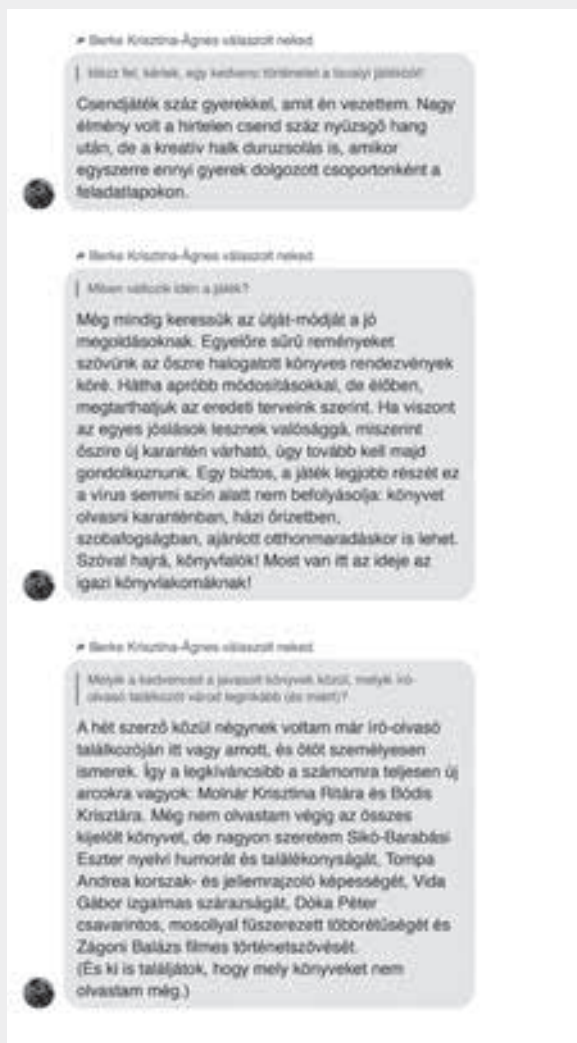 Berke Krisztina-Ágnes válaszolt neked
Idézz fel, kérlek, egy kedvenc történetet a tavalyi játékból!
Csendjáték száz gyerekkel, amit én vezettem. Nagy
élmény volt a hirtelen csend száz nyüzsgő hang
után, de a kreatív halk duruzsolás is, amikor
egyszerre ennyi gyerek dolgozott csoportonként a
feladatlapokon.
Berke Krisztina-Ágnes válaszolt neked
Miben változik idén a játék?
Még mindig keressük az útját-módját a jó
megoldásoknak. Egyelőre sűrű reményeket
szövünk az őszre halogatott könyves rendezvények
köré. Hátha apróbb módosításokkal, de élőben,
megtarthatjuk az eredeti terveink szerint. Ha viszont
az egyes jóslások lesznek valósággá, miszerint
őszire új karantén várható, úgy tovább kell majd
gondolkoznunk. Egy biztos, a játék legjobb részét ez
a vírus semmi szín alatt nem befolyásolja: könyvet
olvasni karanténban, házi őrizetben,
szobafogságban, ajánlott otthonmaradáskor is lehet.
Szóval hajrá, könyvfalók! Most van itt az ideje az
igazi könyvlakomáknak!
Berke Krisztina-Ágnes válaszolt neked
Melyik a kedvenced a javasolt könyvek közül, melyik író-
olvasó találkozót várod leginkább (és miért)?
A hét szerző közül négynek voltam már író-olvasó
találkozóján itt vagy amott, és ötöt személyesen
ismerek. Így a legkíváncsibb a számomra teljesen új
arcokra vagyok: Molnár Krisztina Ritára és Bódis
Krisztára. Még nem olvastam végig az összes
kijelölt könyvet, de nagyon szeretem Sikó-Barabási
Eszter nyelvi humorát és találékonyságát, Tompa
Andrea korszak- és jellemrajzoló képességét, Vida
Gábor izgalmas szárazságát, Dóka Péter
csavarintos, mosollyal fűszerezett többrétűségét és
Zágoni Balázs filmes történetszövését.
(És ki is találjátok, hogy mely könyveket nem
olvastam még.)